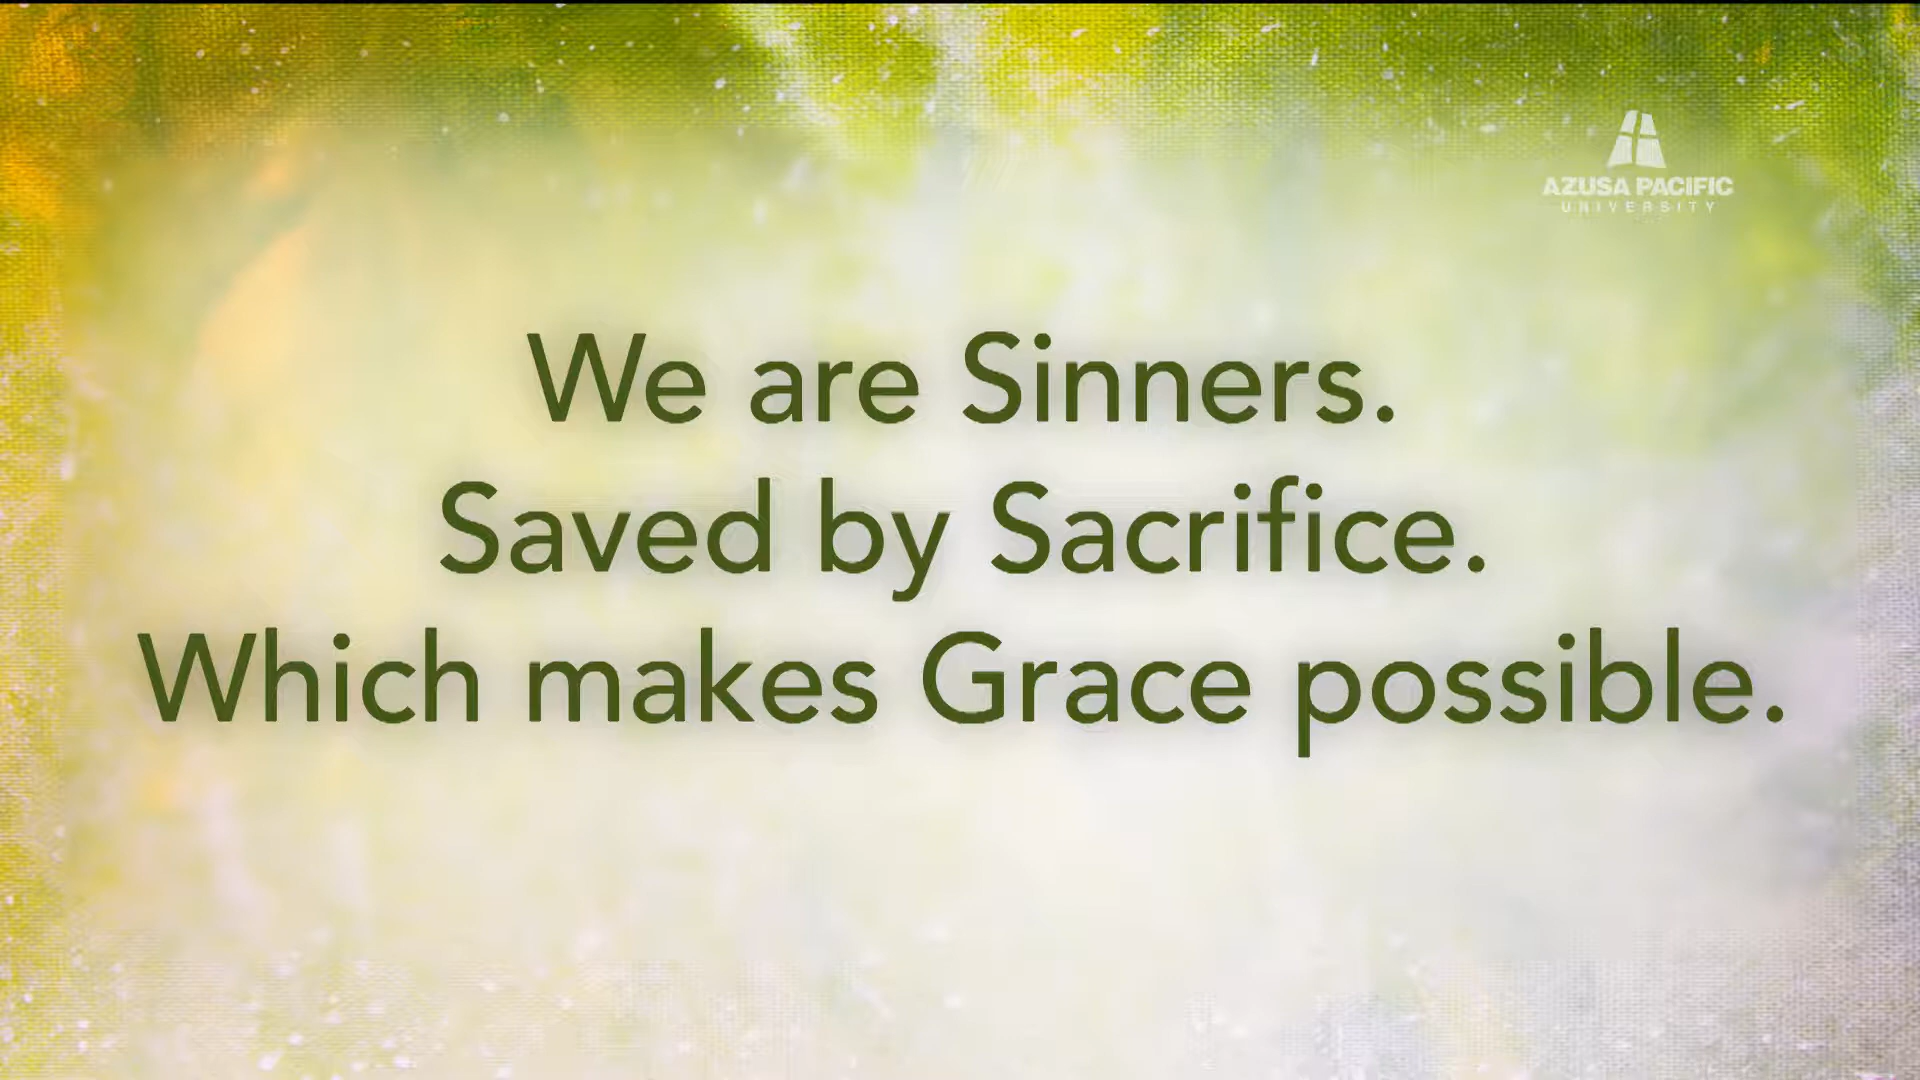 AZUSA PACIFIC
UNIVERSITY
We are Sinners.
Saved by Sacrifice.
Which makes Grace possible.